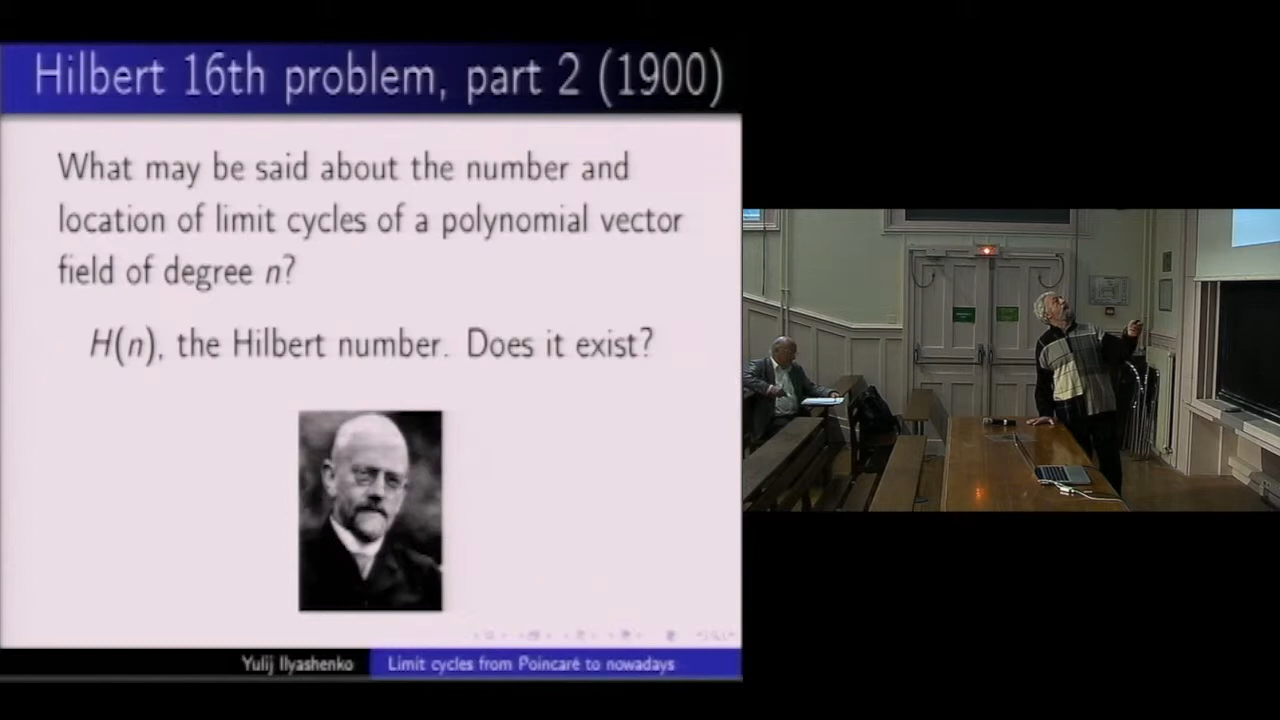 Hilbert 16th problem, part 2 (1900)
What may be said about the number and
location of limit cycles of a polynomial vector
field of degree n?
H(n), the Hilbert number. Does it exist?
Yulij Ilyashenko
Limit cycles from Poincaré to nowadays